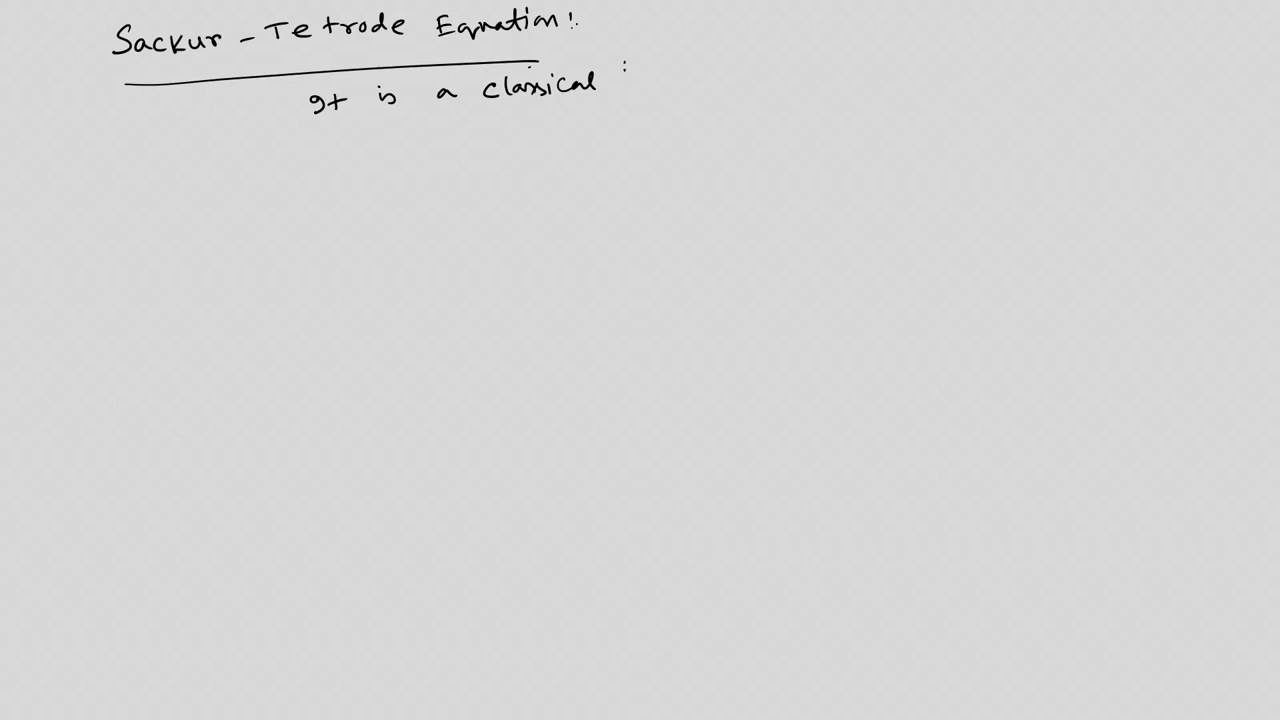 Sackur - Tetrode Equation :
It is a classical :